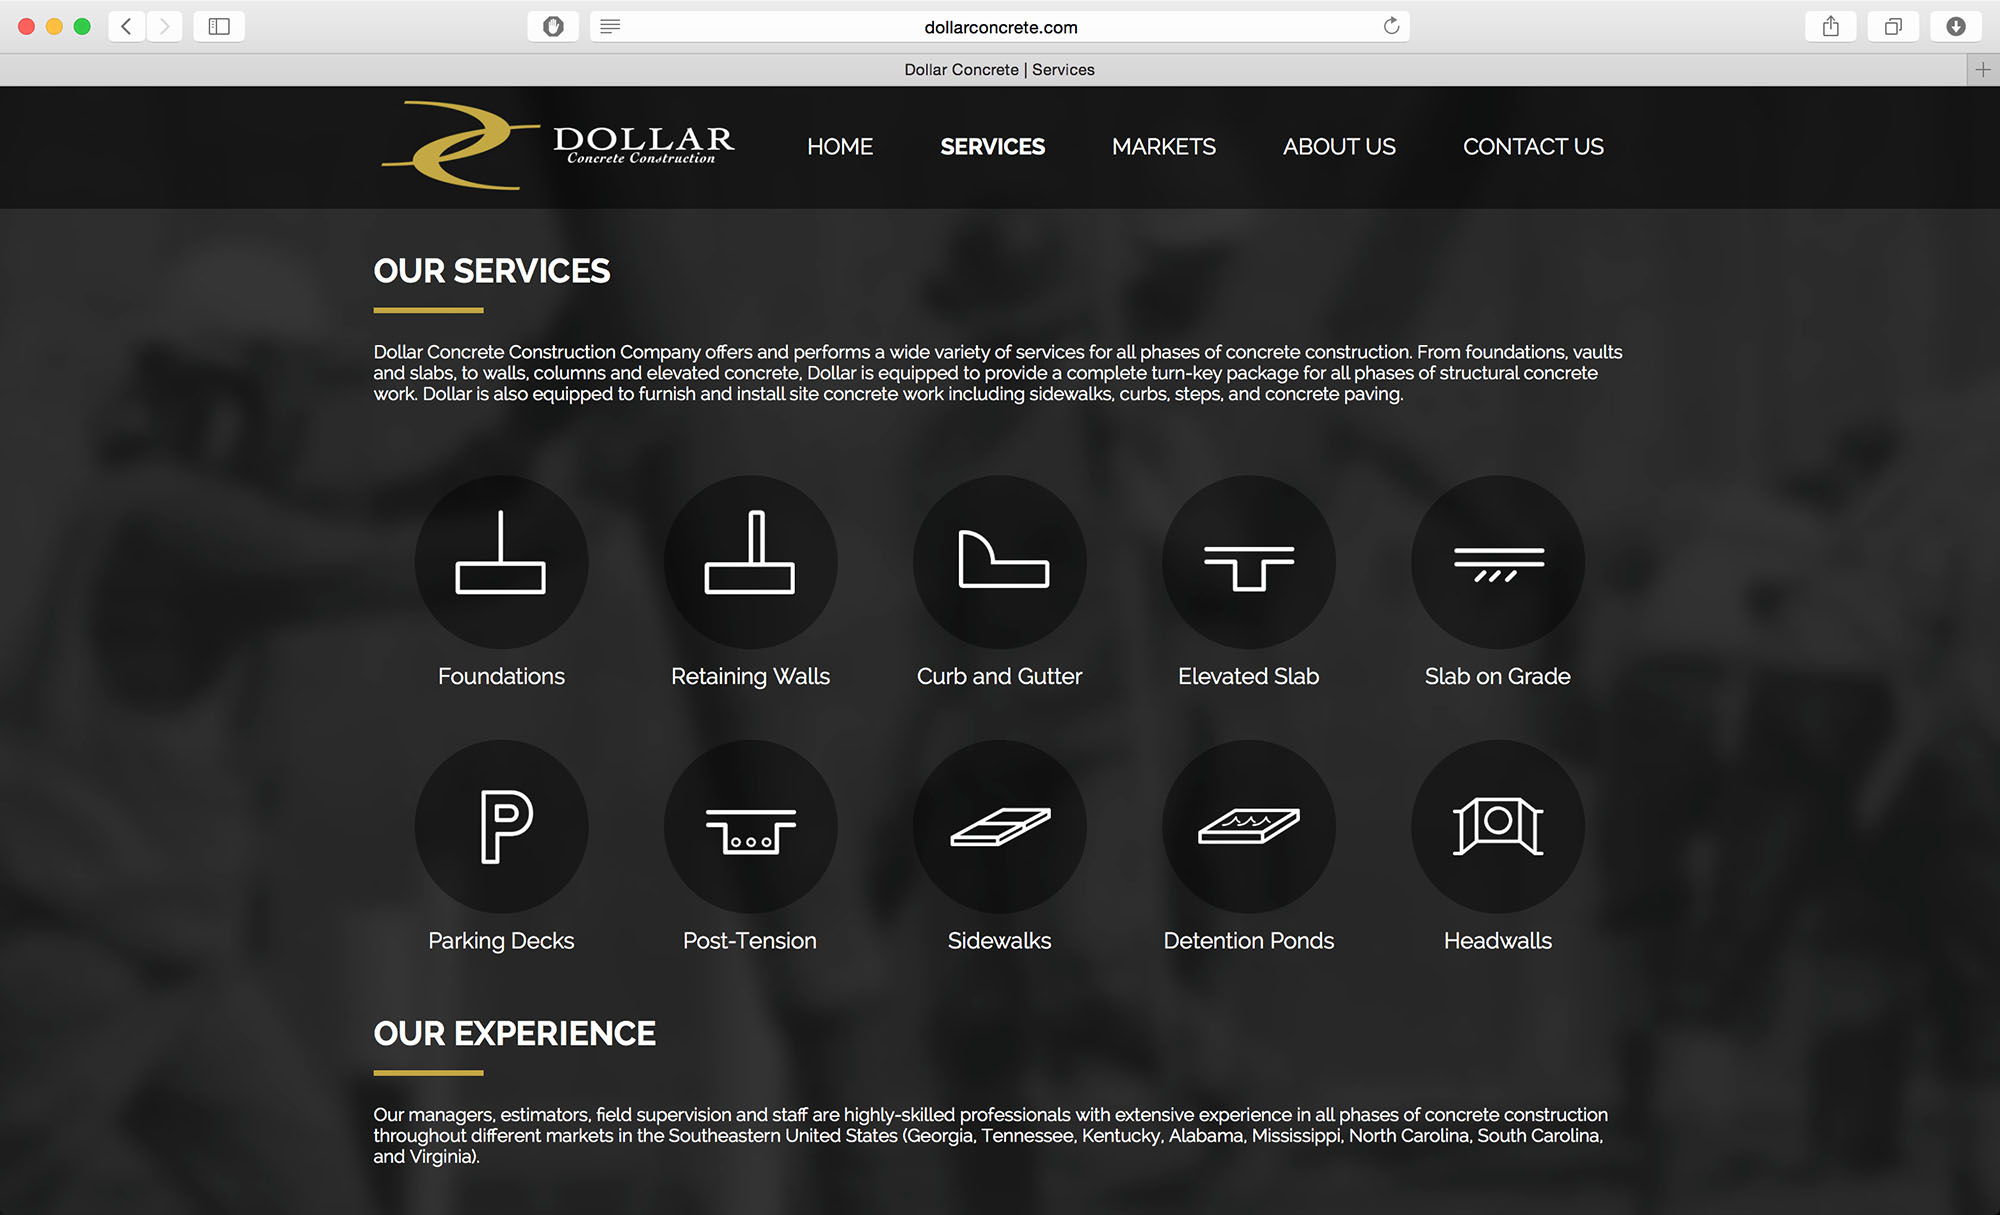 dollarconcrete.com
Dollar Concrete | Services
DOLLAR
Concrete Construction
HOME
SERVICES
MARKETS
ABOUT US
CONTACT US
OUR SERVICES
Dollar Concrete Construction Company offers and performs a wide variety of services for all phases of concrete construction. From foundations, vaults
and slabs, to walls, columns and elevated concrete, Dollar is equipped to provide a complete turn-key package for all phases of structural concrete
work. Dollar is also equipped to furnish and install site concrete work including sidewalks, curbs, steps, and concrete paving.
Foundations
Retaining Walls
Curb and Gutter
Elevated Slab
Slab on Grade
P
Parking Decks
Post-Tension
Sidewalks
Detention Ponds
Headwalls
OUR EXPERIENCE
Our managers, estimators, field supervision and staff are highly-skilled professionals with extensive experience in all phases of concrete construction
throughout different markets in the Southeastern United States (Georgia, Tennessee, Kentucky, Alabama, Mississippi, North Carolina, South Carolina,
and Virginia).